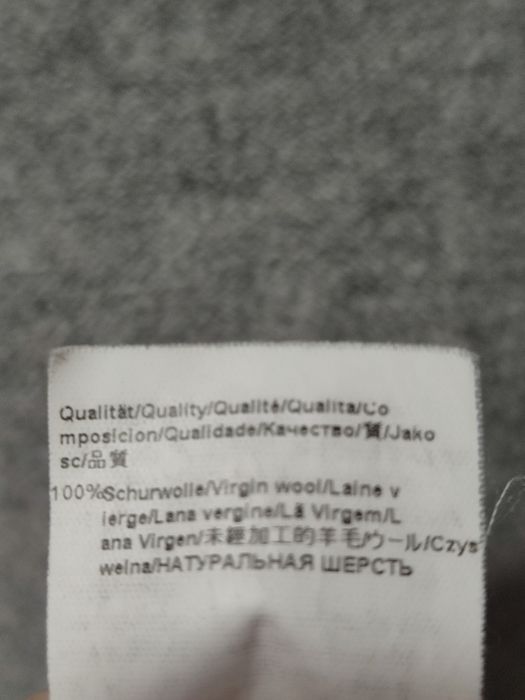 Qualität/Quality/Qualité/Qualita/Co
mposicion/Qualidade/Качество/質/Jako
sc/品質
100%Schurwolle/Virgin wool/Laine v
ierge/Lana vergine/Lã Virgem/L
ana Virgen/未經加工的羊毛/ウール/Czys
welna/НАТУРАЛЬНАЯ ШЕРСТЬ